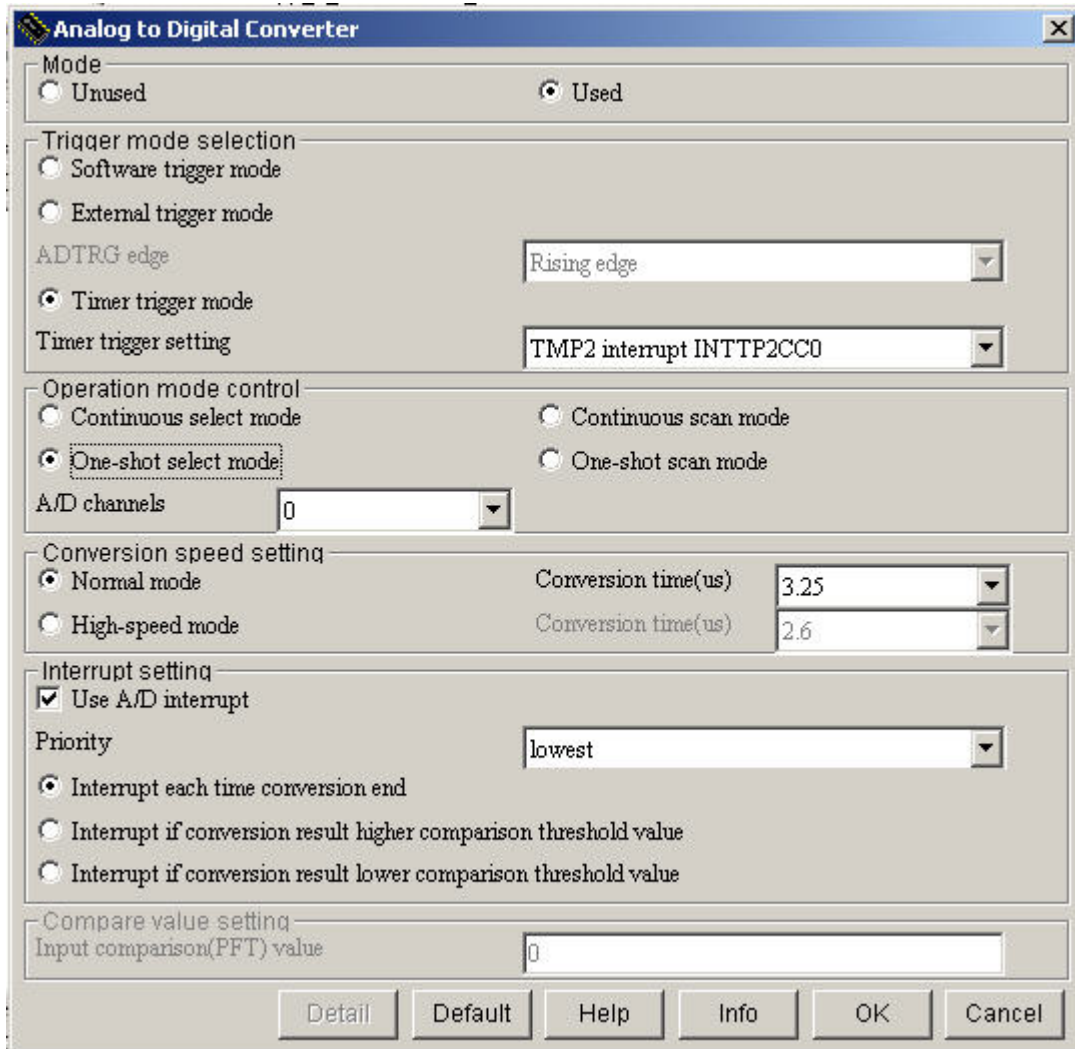 Analog to Digital Converter
Mode
Unused Used
Trigger mode selection
Software trigger mode
External trigger mode
ADTRG edge Rising edge
Timer trigger mode
Timer trigger setting TMP2 interrupt INTTP2CC0
Operation mode control
Continuous select mode Continuous scan mode
One-shot select mode One-shot scan mode
A/D channels 0
Conversion speed setting
Normal mode Conversion time(us) 3.25
High-speed mode Conversion time(us) 2.6
Interrupt setting
Use A/D interrupt
Priority lowest
Interrupt each time conversion end
Interrupt if conversion result higher comparison threshold value
Interrupt if conversion result lower comparison threshold value
Compare value setting
Input comparison(PFT) value 0
Detail Default Help Info OK Cancel